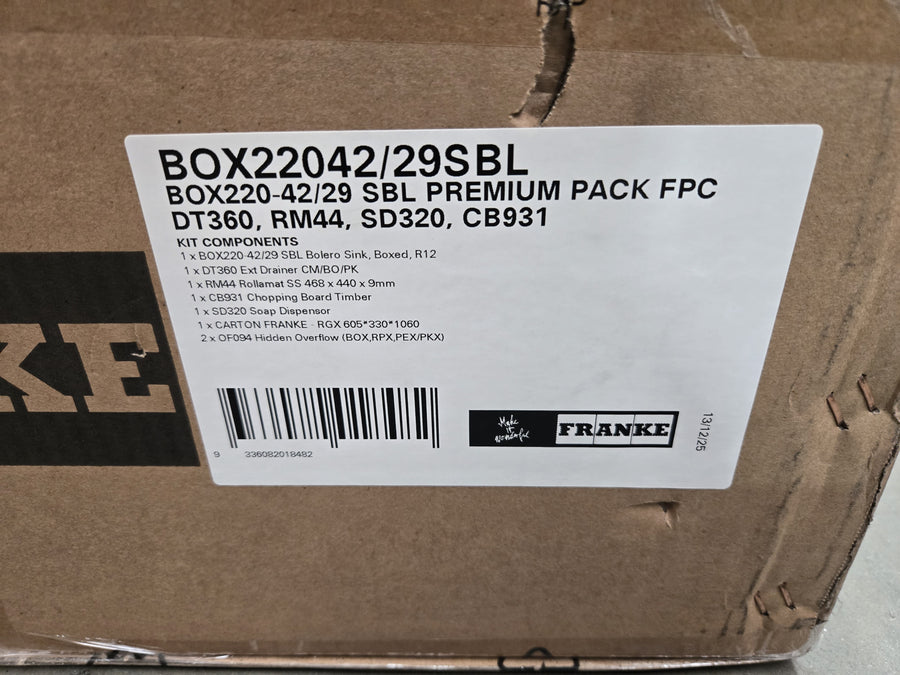 BOX22042/29SBL
BOX220-42/29 SBL PREMIUM PACK FPC
DT360, RM44, SD320, CB931
KIT COMPONENTS
1 x BOX220-42/29 SBL Bolero Sink, Boxed, R12
1 x DT360 Ext Drainer CM/BO/PK
1 x RM44 Rollamat SS 468 x 440 x 9mm
1 x CB931 Chopping Board Timber
1 x SD320 Soap Dispensor
1 x CARTON FRANKE - RGX 605*330*1060
2 x OF094 Hidden Overflow (BOX,RPX,PEX/PKX)
KE
9 336082018482
Make it Wonderful
FRANKE
13/12/25